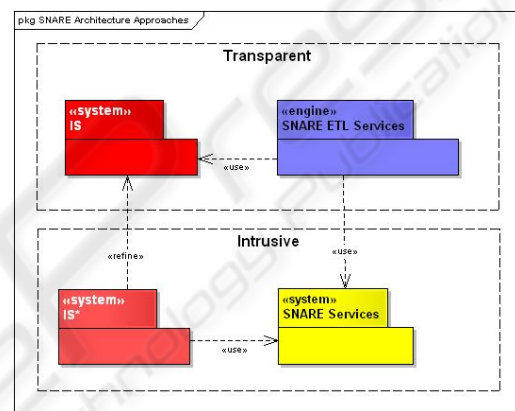 pkg SNARE Architecture Approaches
Transparent
«system»
IS
«engine»
SNARE ETL Services
«use»
«use»
«refine»
Intrusive
«system»
IS*
«system»
SNARE Services
«use»